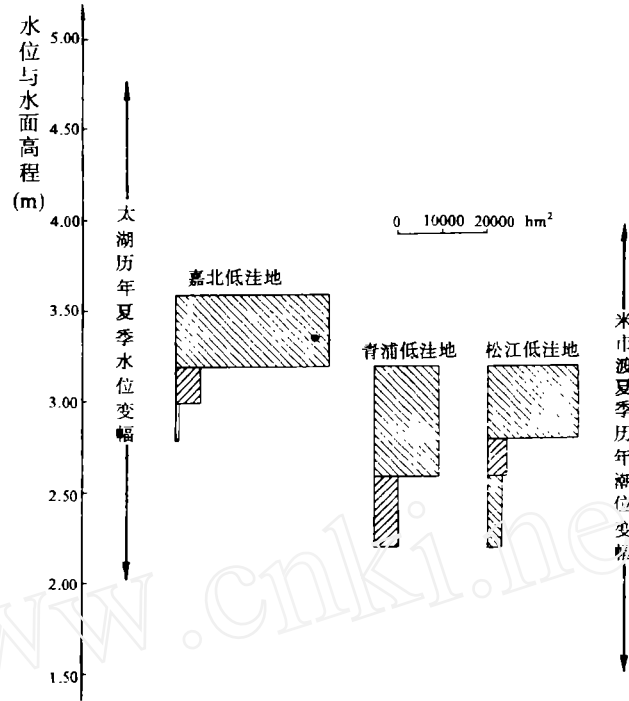 水位与水面高程
(m)
5.00
4.50
4.00
3.50
3.00
2.50
2.00
1.50
太湖历年夏季水位变幅
0 10000 20000 hm²
嘉北低洼地
青浦低洼地
松江低洼地
米市渡夏季历年潮位变幅
www.cnki.ne